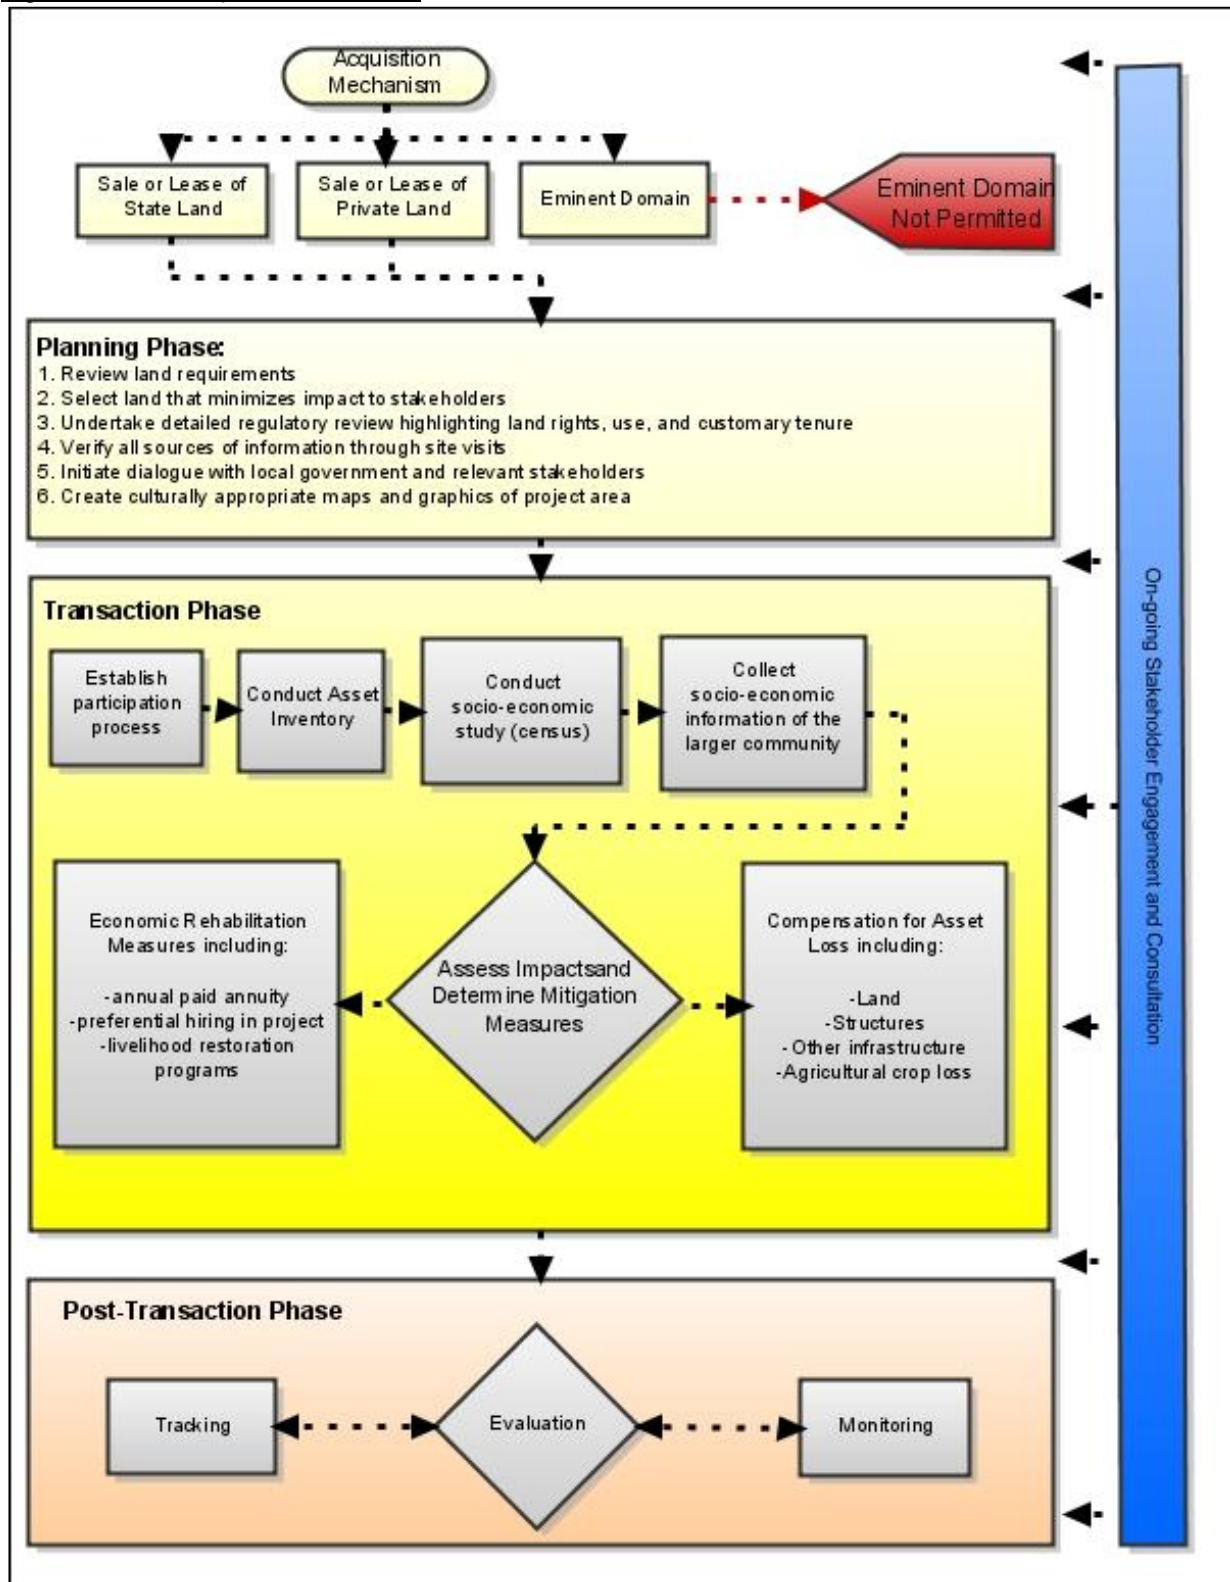 Acquisition
Mechanism
Sale or Lease of
State Land
Sale or Lease of
Private Land
Eminent Domain
Eminent Domain
Not Permitted
Planning Phase:
1. Review land requirements
2. Select land that minimizes impact to stakeholders
3. Undertake detailed regulatory review highlighting land rights, use, and customary tenure
4. Verify all sources of information through site visits
5. Initiate dialogue with local government and relevant stakeholders
6. Create culturally appropriate maps and graphics of project area
Transaction Phase
Establish
participation
process
Conduct Asset
Inventory
Conduct
socio-economic
study (census)
Collect
socio-economic
information of the
larger community
Economic Rehabilitation
Measures including:
-annual paid annuity
-preferential hiring in project
-livelihood restoration
programs
Assess Impactsand
Determine Mitigation
Measures
Compensation for Asset
Loss including:
-Land
-Structures
- Other infrastructure
-Agricultural crop loss
Post-Transaction Phase
Tracking
Evaluation
Monitoring
On-going Stakeholder Engagement and Consultation